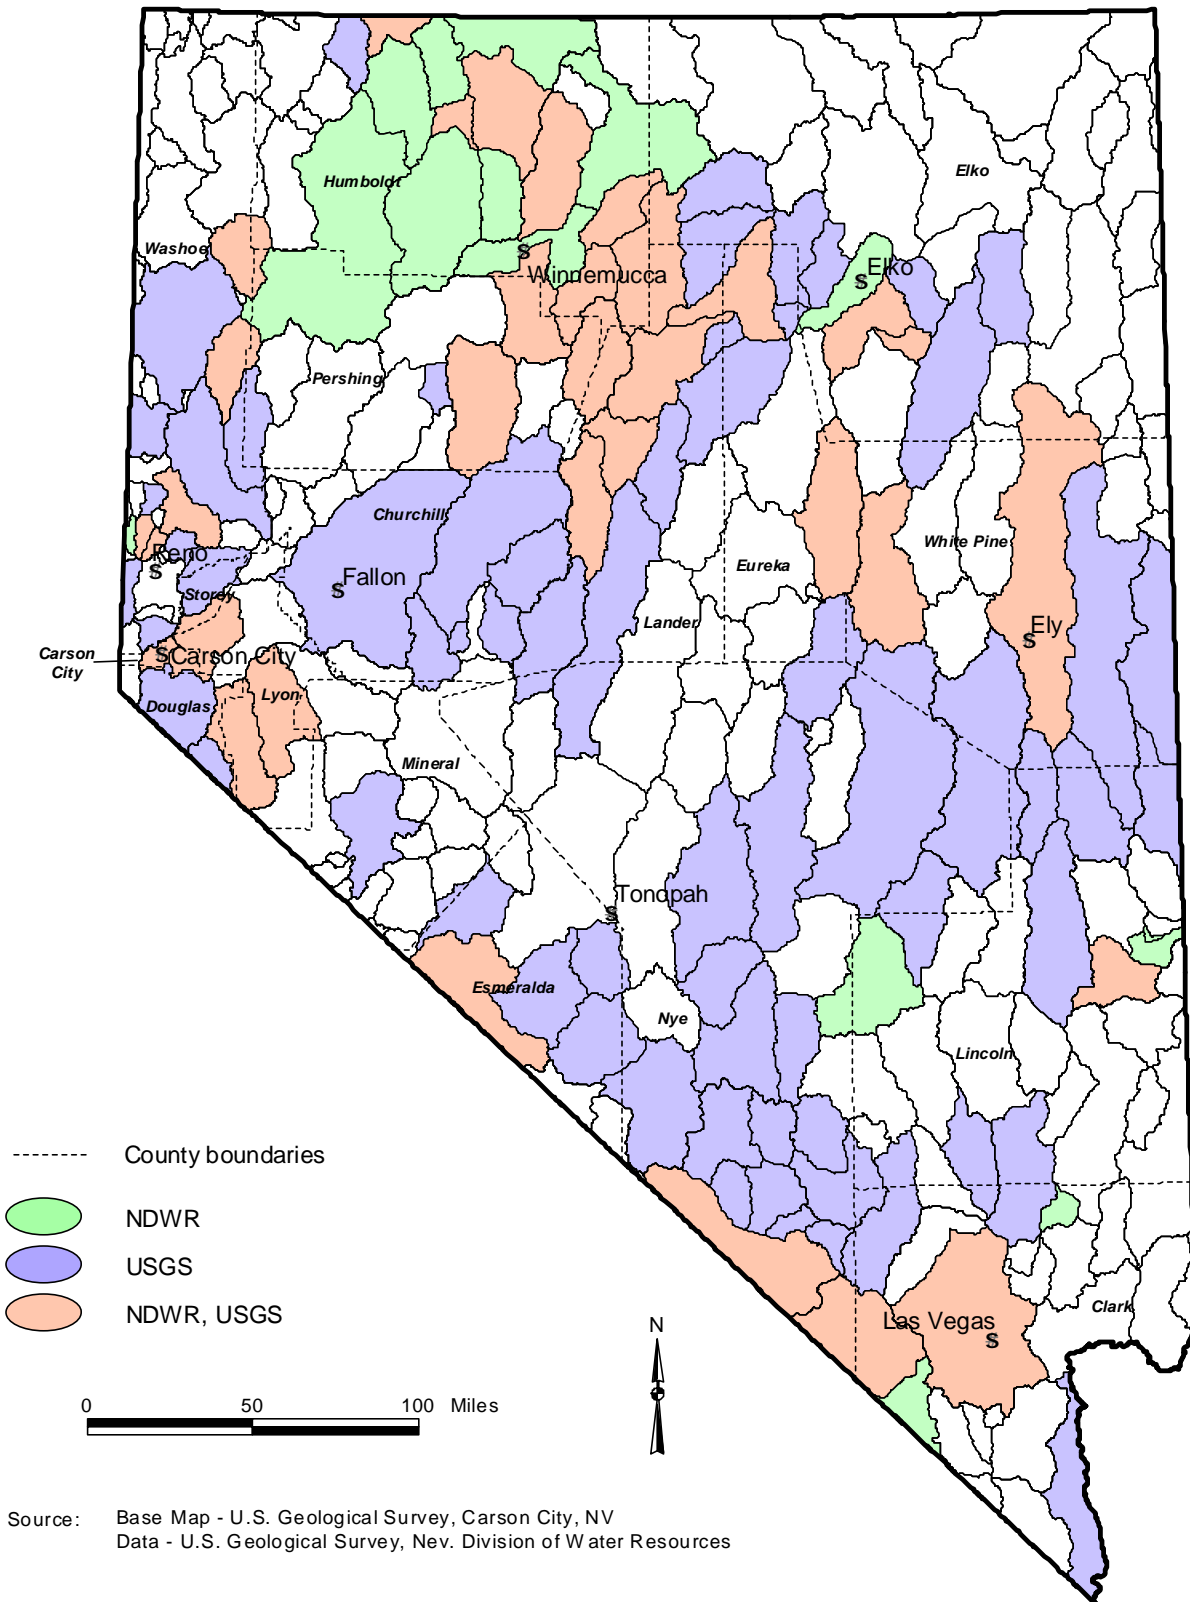 Humboldt
Elko
Washoe
Elko
Winnemucca
Pershing
Churchill
White Pine
Reno
Eureka
Fallon
Storey
Lander
Ely
Carson
City
Carson City
Lyon
Douglas
Mineral
Tonopah
Esmeralda
Nye
Lincoln
County boundaries
NDWR
USGS
NDWR, USGS
Clark
Las Vegas
N
0 50 100 Miles
Source: Base Map - U.S. Geological Survey, Carson City, NV
Data - U.S. Geological Survey, Nev. Division of Water Resources